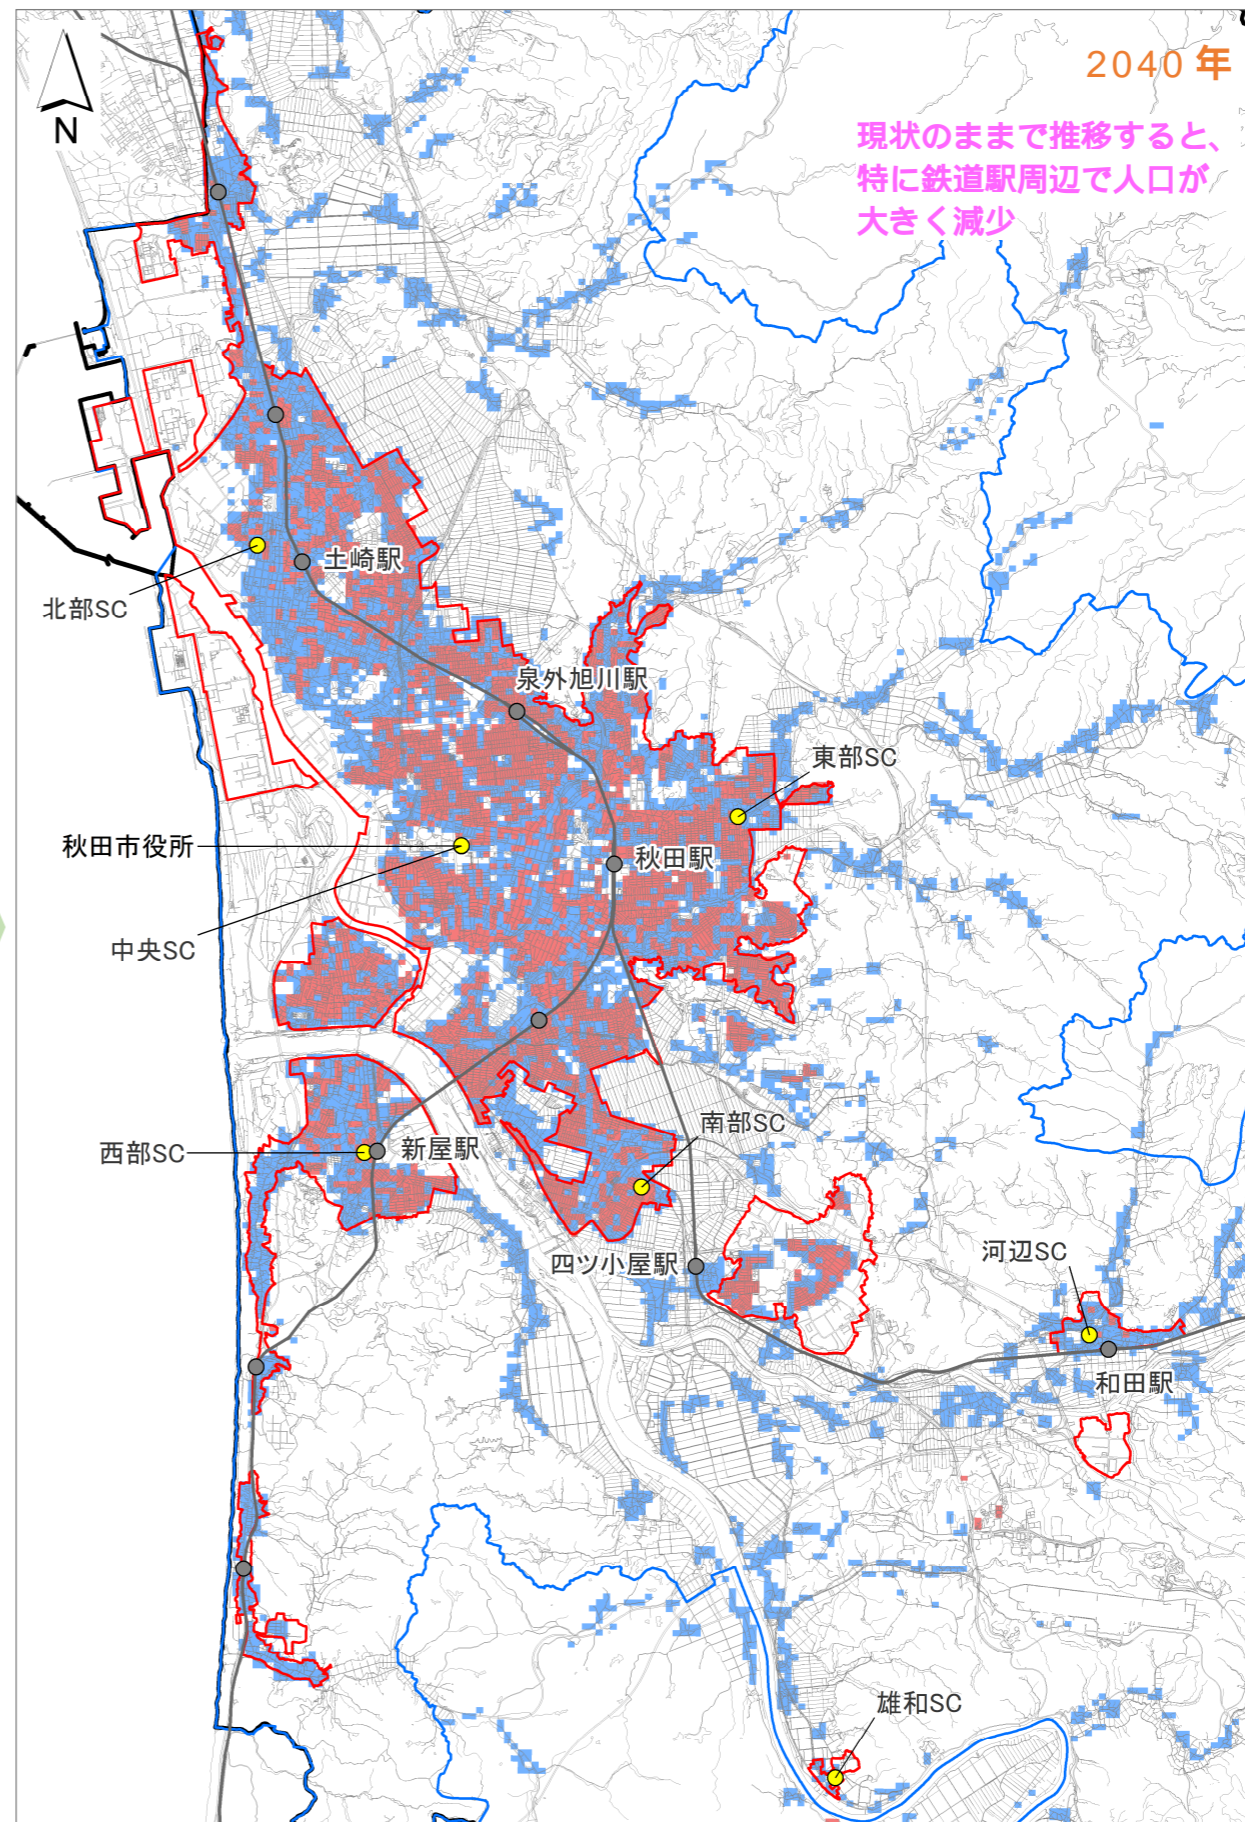 2040 年
現状のままで推移すると、
特に鉄道駅周辺で人口が
大きく減少
N
土崎駅
北部SC
泉外旭川駅
東部SC
秋田市役所
秋田駅
中央SC
南部SC
西部SC
新屋駅
四ツ小屋駅
河辺SC
和田駅
雄和SC